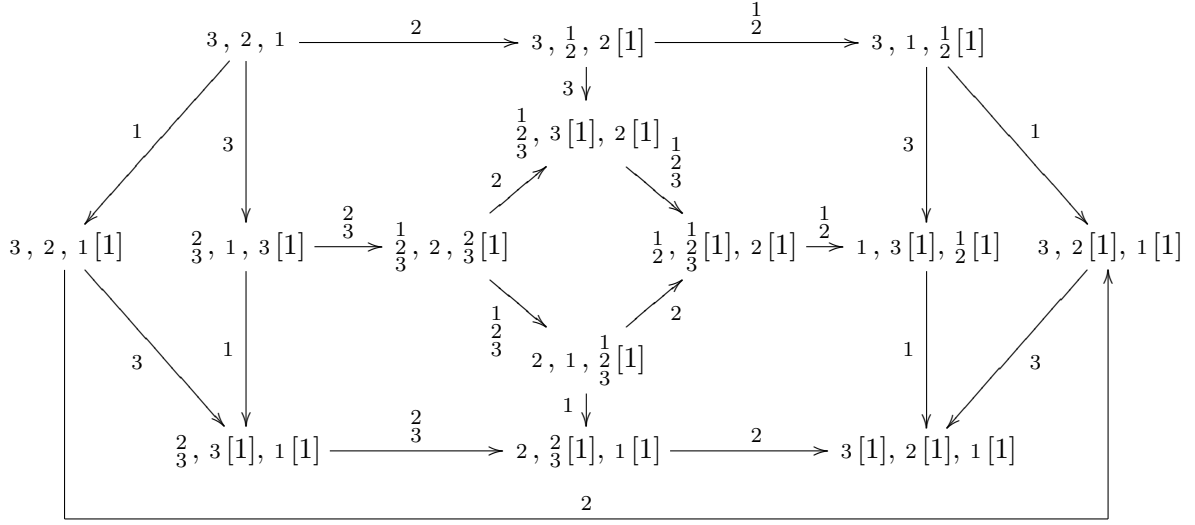 2
1 2
3 , 2 , 1
3 , 1 2 , 2 [1]
3 , 1 , 1 2 [1]
3
1 2 3 , 3 [1] , 2 [1]
1
3
2
1 2 3
3
1
2 3
1 2
3 , 2 , 1 [1]
2 3 , 1 , 3 [1]
1 2 3 , 2 , 2 3 [1]
1 2 , 1 2 3 [1] , 2 [1]
1 , 3 [1] , 1 2 [1]
3 , 2 [1] , 1 [1]
3
1
1 2 3
2
1
3
2 , 1 , 1 2 3 [1]
1
2 3
2
2 3 , 3 [1] , 1 [1]
2 , 2 3 [1] , 1 [1]
3 [1] , 2 [1] , 1 [1]
2